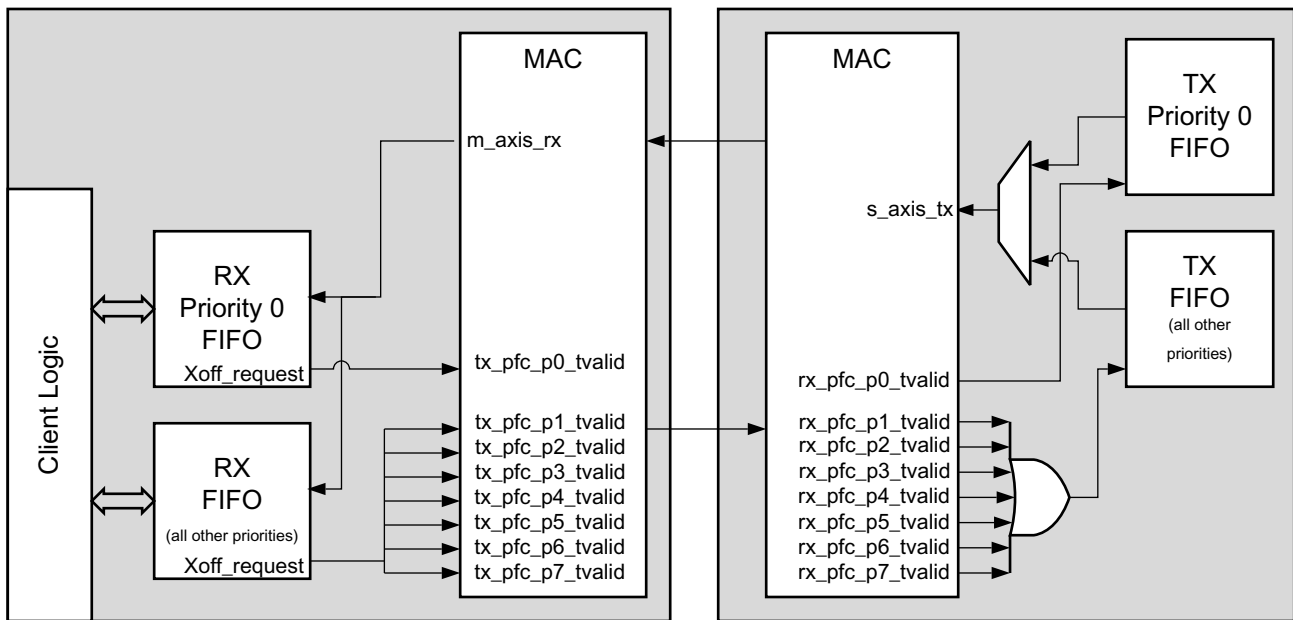 Client Logic
RX
Priority 0
FIFO
Xoff_request
RX
FIFO
(all other priorities)
Xoff_request
MAC
m_axis_rx
tx_pfc_p0_tvalid
tx_pfc_p1_tvalid
tx_pfc_p2_tvalid
tx_pfc_p3_tvalid
tx_pfc_p4_tvalid
tx_pfc_p5_tvalid
tx_pfc_p6_tvalid
tx_pfc_p7_tvalid
MAC
s_axis_tx
rx_pfc_p0_tvalid
rx_pfc_p1_tvalid
rx_pfc_p2_tvalid
rx_pfc_p3_tvalid
rx_pfc_p4_tvalid
rx_pfc_p5_tvalid
rx_pfc_p6_tvalid
rx_pfc_p7_tvalid
TX
Priority 0
FIFO
TX
FIFO
(all other
priorities)